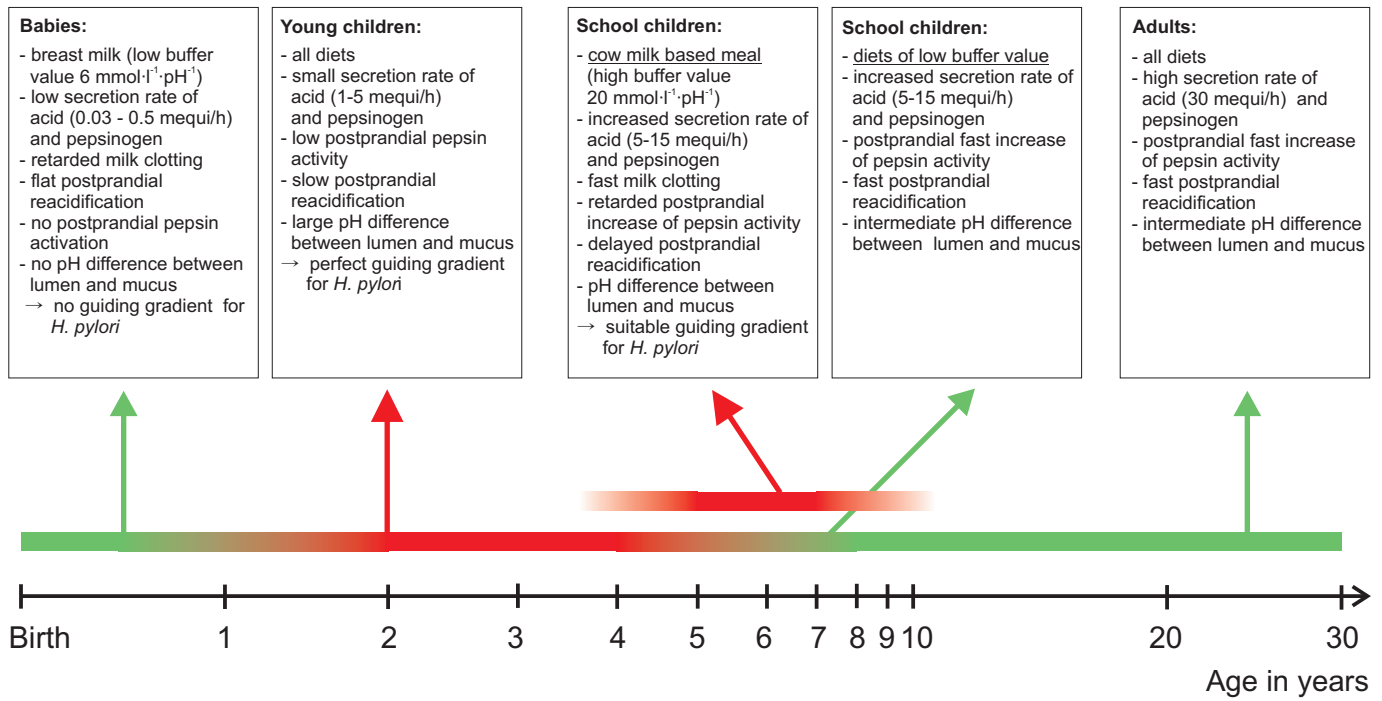 Babies:
- breast milk (low buffer
value 6 mmol·l⁻¹·pH⁻¹)
- low secretion rate of
acid (0.03 - 0.5 mequi/h)
and pepsinogen
- retarded milk clotting
- flat postprandial
reacidification
- no postprandial pepsin
activation
- no pH difference between
lumen and mucus
→ no guiding gradient for
H. pylori
Young children:
- all diets
- small secretion rate of
acid (1-5 mequi/h)
and pepsinogen
- low postprandial pepsin
activity
- slow postprandial
reacidification
- large pH difference
between lumen and mucus
→ perfect guiding gradient
for H. pylori
School children:
- cow milk based meal
(high buffer value
20 mmol·l⁻¹·pH⁻¹)
- increased secretion rate of
acid (5-15 mequi/h)
and pepsinogen
- fast milk clotting
- retarded postprandial
increase of pepsin activity
- delayed postprandial
reacidification
- pH difference between
lumen and mucus
→ suitable guiding gradient
for H. pylori
School children:
- diets of low buffer value
- increased secretion rate of
acid (5-15 mequi/h)
and pepsinogen
- postprandial fast increase
of pepsin activity
- fast postprandial
reacidification
- intermediate pH difference
between lumen and mucus
Adults:
- all diets
- high secretion rate of
acid (30 mequi/h) and
pepsinogen
- postprandial fast increase
of pepsin activity
- fast postprandial
reacidification
- intermediate pH difference
between lumen and mucus
Birth 1 2 3 4 5 6 7 8 9 10 20 30
Age in years